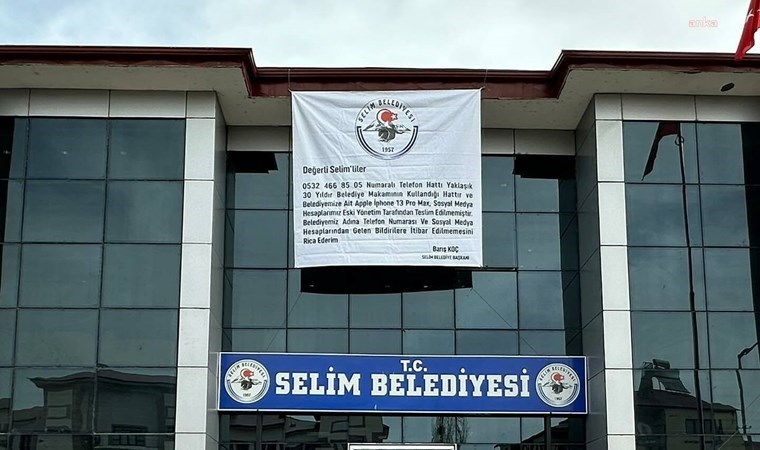 anka
SELİM BELEDİYESİ
1957
Değerli Selim'liler
0532 466 85 05 Numaralı Telefon Hattı Yaklaşık
30 Yıldır Belediye Makamının Kullandığı Hattır ve
Belediyemize Ait Apple İphone 13 Pro Max, Sosyal Medya
Hesaplarımız Eski Yönetim Tarafından Teslim Edilmemiştir.
Belediyemiz Adına Telefon Numarası Ve Sosyal Medya
Hesaplarından Gelen Bildirilere İtibar Edilmemesini
Rica Ederim
Barış KOÇ
SELİM BELEDİYE BAŞKANI
T.C.
SELİM BELEDİYESİ